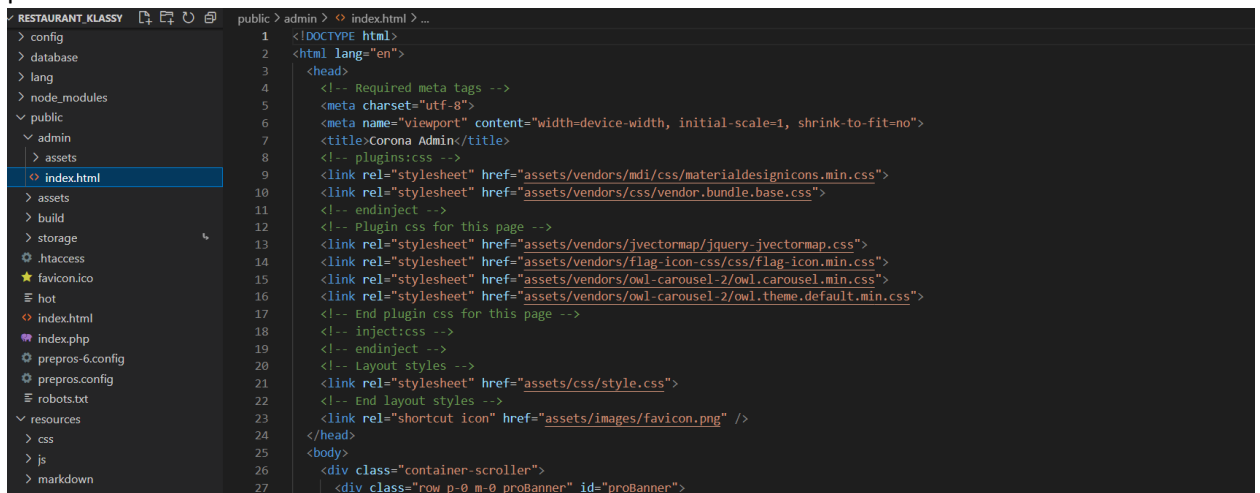 RESTAURANT_KLASSY
config
database
lang
node_modules
public
admin
assets
<> index.html
assets
build
storage
.htaccess
favicon.ico
hot
<> index.html
index.php
prepros-6.config
prepros.config
robots.txt
resources
css
js
markdown
public > admin > <> index.html > ...
1 <!DOCTYPE html>
2 <html lang="en">
3 <head>
4 <!-- Required meta tags -->
5 <meta charset="utf-8">
6 <meta name="viewport" content="width=device-width, initial-scale=1, shrink-to-fit=no">
7 <title>Corona Admin</title>
8 <!-- plugins:css -->
9 <link rel="stylesheet" href="assets/vendors/mdi/css/materialdesignicons.min.css">
10 <link rel="stylesheet" href="assets/vendors/css/vendor.bundle.base.css">
11 <!-- endinject -->
12 <!-- Plugin css for this page -->
13 <link rel="stylesheet" href="assets/vendors/jvectormap/jquery-jvectormap.css">
14 <link rel="stylesheet" href="assets/vendors/flag-icon-css/css/flag-icon.min.css">
15 <link rel="stylesheet" href="assets/vendors/owl-carousel-2/owl.carousel.min.css">
16 <link rel="stylesheet" href="assets/vendors/owl-carousel-2/owl.theme.default.min.css">
17 <!-- End plugin css for this page -->
18 <!-- inject:css -->
19 <!-- endinject -->
20 <!-- Layout styles -->
21 <link rel="stylesheet" href="assets/css/style.css">
22 <!-- End layout styles -->
23 <link rel="shortcut icon" href="assets/images/favicon.png" />
24 </head>
25 <body>
26 <div class="container-scroller">
27 <div class="row p-0 m-0 proBanner" id="proBanner">